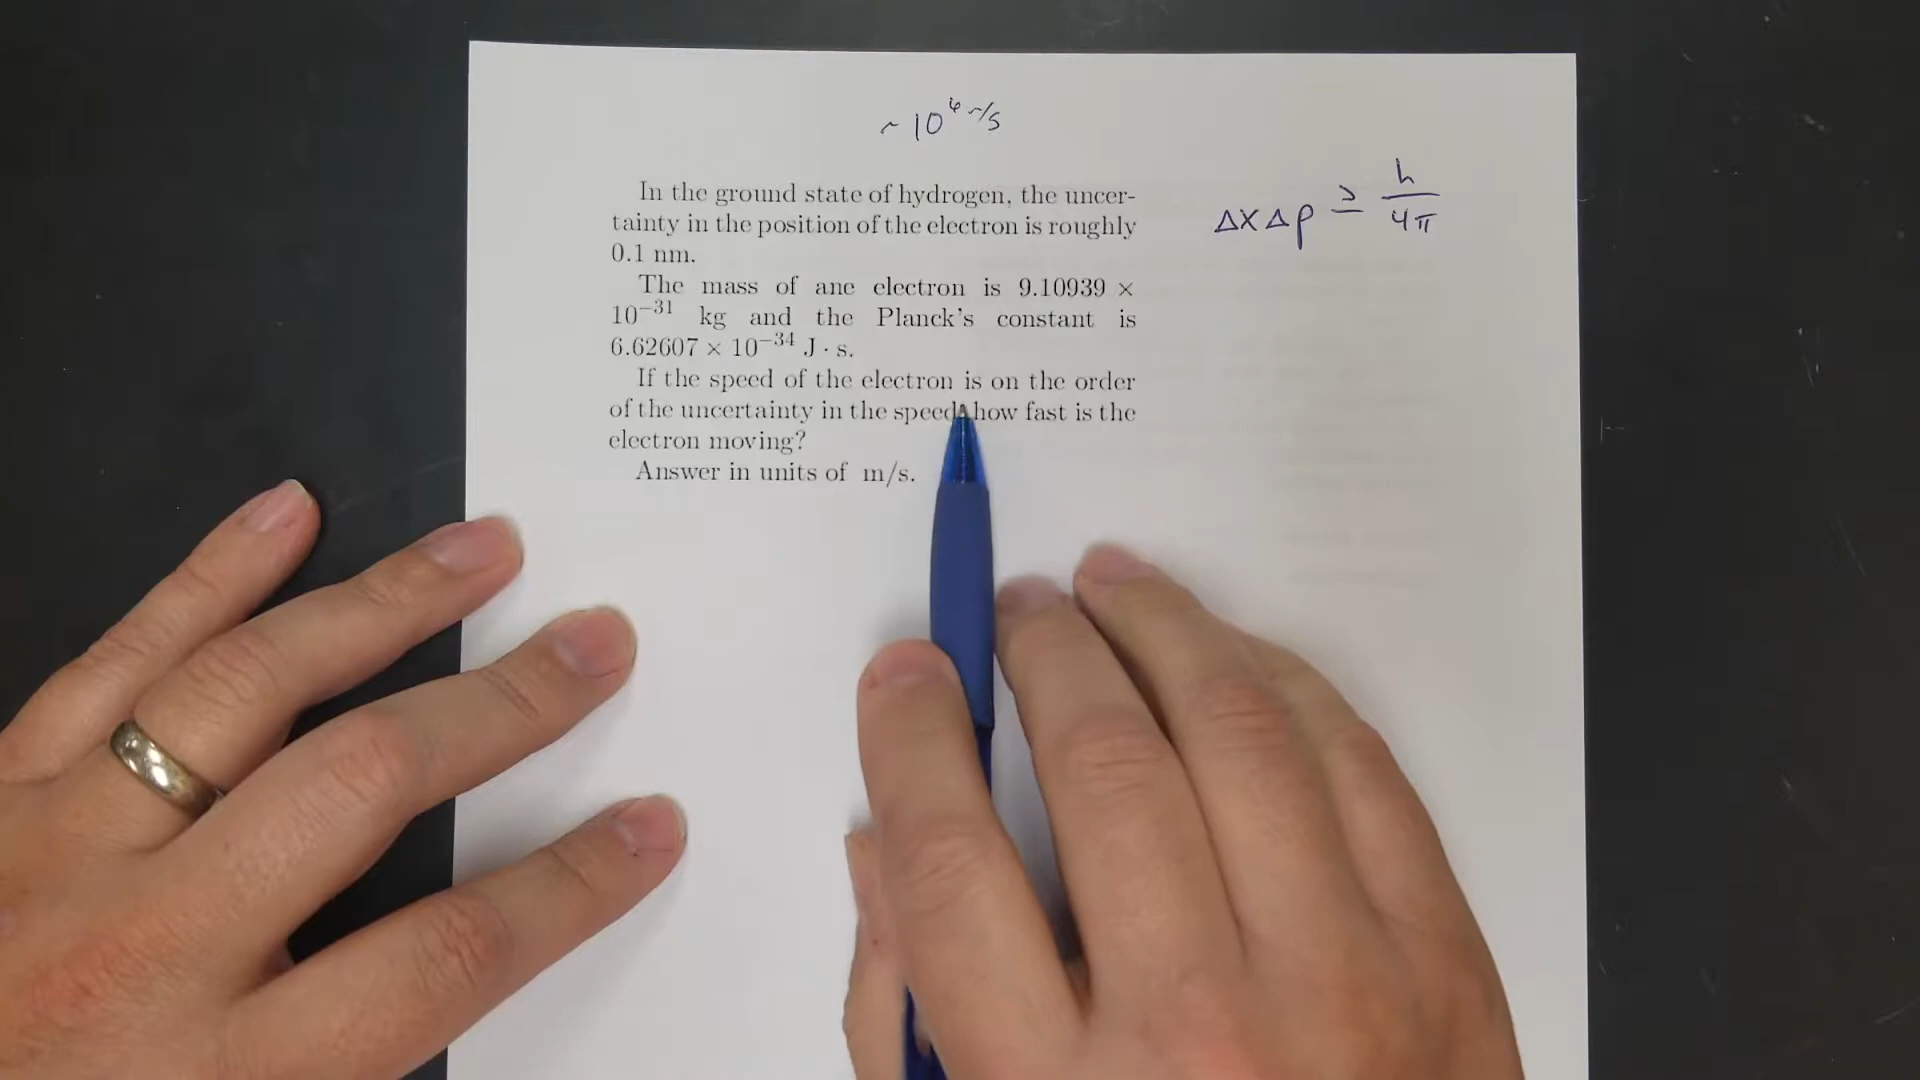 ~ 10⁶ m/s
ΔxΔp ≥ h/4π
In the ground state of hydrogen, the uncer-
tainty in the position of the electron is roughly
0.1 nm.
The mass of ane electron is 9.10939 ×
10⁻³¹ kg and the Planck's constant is
6.62607 × 10⁻³⁴ J · s.
If the speed of the electron is on the order
of the uncertainty in the speed, how fast is the
electron moving?
Answer in units of m/s.